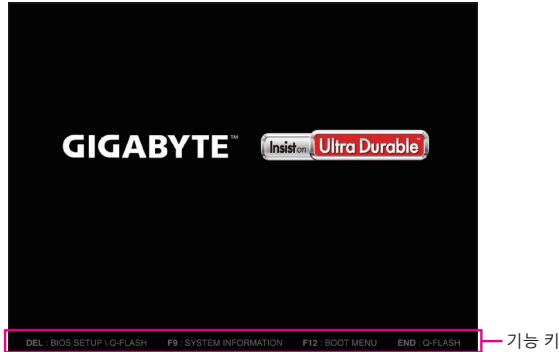 GIGABYTE™ Insist on Ultra Durable™
DEL : BIOS SETUP \ Q-FLASH F9 : SYSTEM INFORMATION F12 : BOOT MENU END : Q-FLASH 기능 키